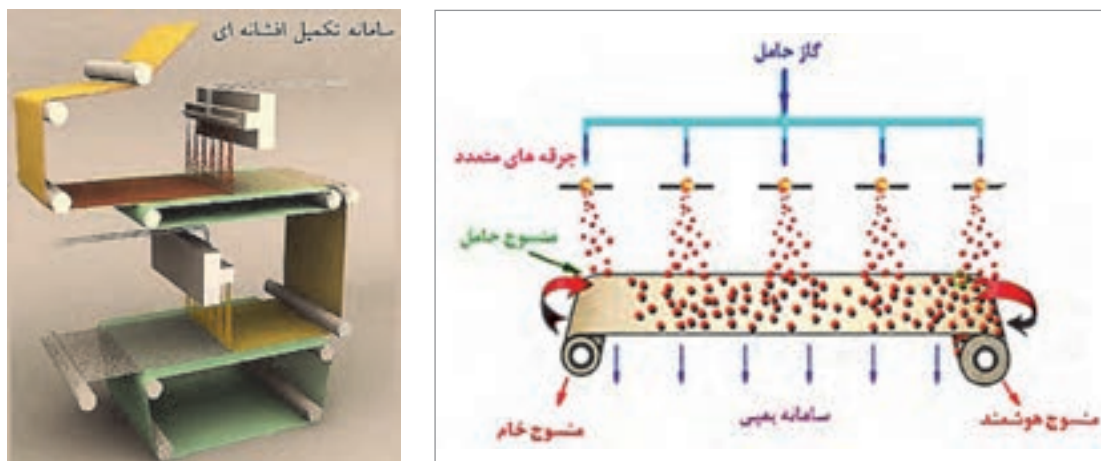 سامانه تکمیل افشانه ای
گاز حامل
جرقه های متعدد
منسوج حامل
سامانه پمپی
منسوج خام
منسوج هوشمند